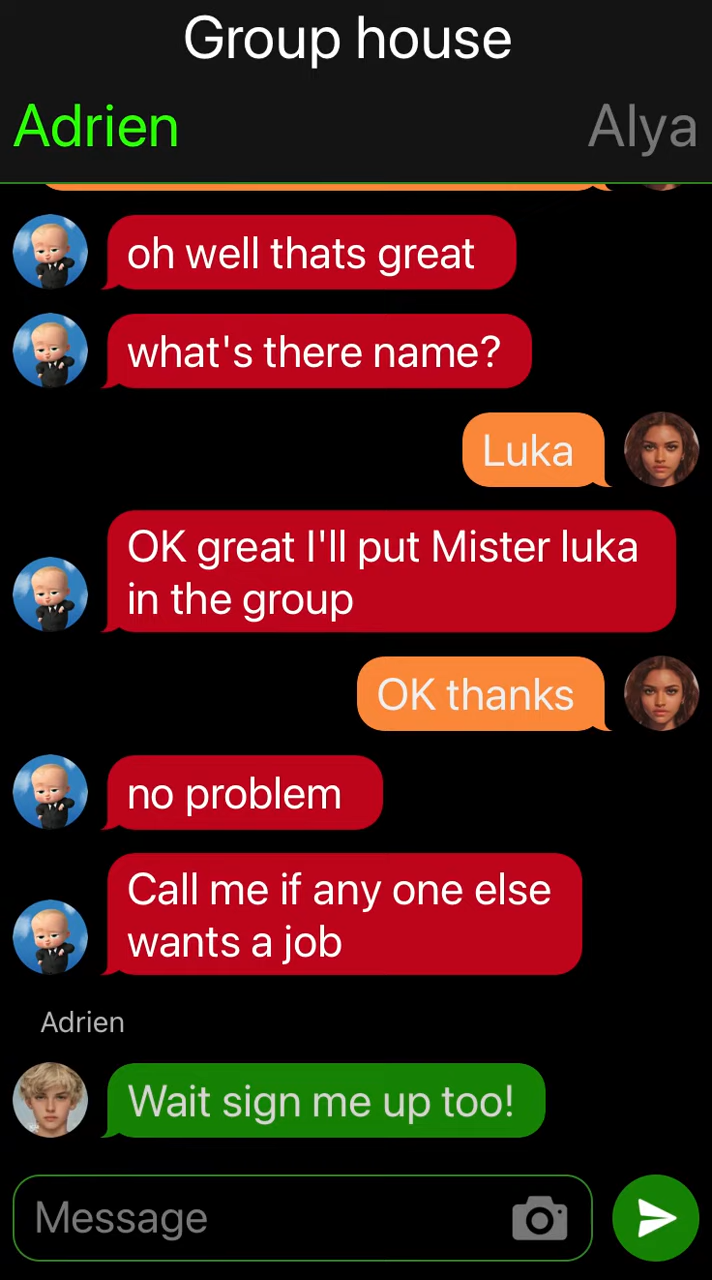 Group house
Adrien
Alya
oh well thats great
what's there name?
Luka
OK great I'll put Mister luka
in the group
OK thanks
no problem
Call me if any one else
wants a job
Adrien
Wait sign me up too!
Message